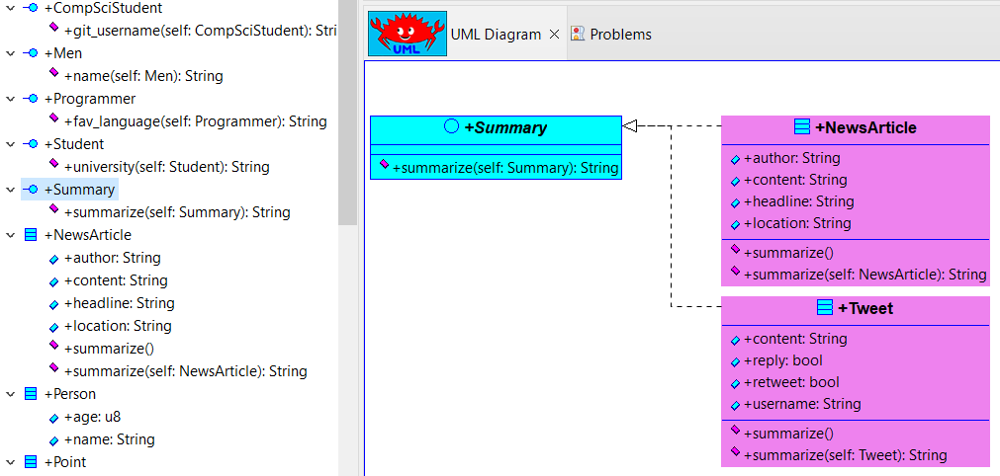 +CompSciStudent
+git_username(self: CompSciStudent): Stri
+Men
+name(self: Men): String
+Programmer
+fav_language(self: Programmer): String
+Student
+university(self: Student): String
+Summary
+summarize(self: Summary): String
+NewsArticle
+author: String
+content: String
+headline: String
+location: String
+summarize()
+summarize(self: NewsArticle): String
+Person
+age: u8
+name: String
+Point
UML
UML Diagram
Problems
+Summary
+summarize(self: Summary): String
+NewsArticle
+author: String
+content: String
+headline: String
+location: String
+summarize()
+summarize(self: NewsArticle): String
+Tweet
+content: String
+reply: bool
+retweet: bool
+username: String
+summarize()
+summarize(self: Tweet): String